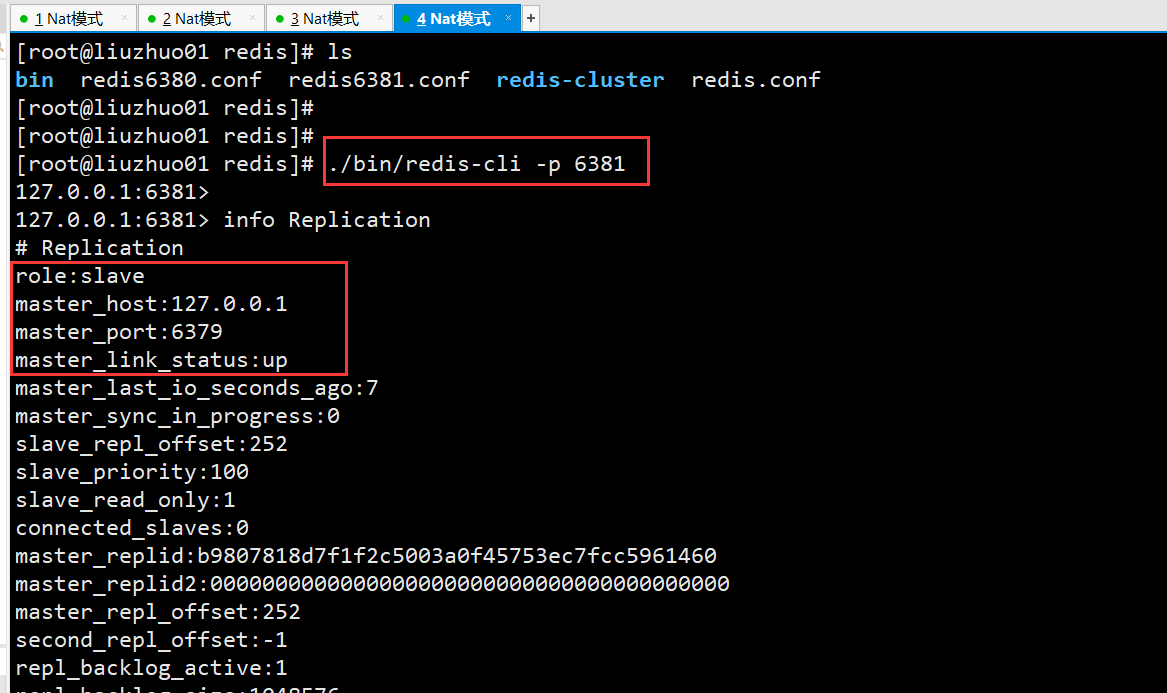 1 Nat模式 × 2 Nat模式 × 3 Nat模式 × 4 Nat模式 × +
[root@liuzhuo01 redis]# ls
bin redis6380.conf redis6381.conf redis-cluster redis.conf
[root@liuzhuo01 redis]#
[root@liuzhuo01 redis]#
[root@liuzhuo01 redis]# ./bin/redis-cli -p 6381
127.0.0.1:6381>
127.0.0.1:6381> info Replication
# Replication
role:slave
master_host:127.0.0.1
master_port:6379
master_link_status:up
master_last_io_seconds_ago:7
master_sync_in_progress:0
slave_repl_offset:252
slave_priority:100
slave_read_only:1
connected_slaves:0
master_replid:b9807818d7f1f2c5003a0f45753ec7fcc5961460
master_replid2:0000000000000000000000000000000000000000
master_repl_offset:252
second_repl_offset:-1
repl_backlog_active:1
repl_backlog_size:1048576